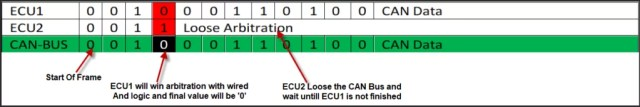 ECU1 0 0 1 0 0 0 1 1 0 1 0 0 CAN Data
ECU2 0 0 1 1 Loose Arbitration
CAN-BUS 0 0 1 0 0 0 1 1 0 1 0 0 CAN Data
Start Of Frame
ECU1 will win arbitration with wired
And logic and final value will be '0'
ECU2 Loose the CAN Bus and
wait untill ECU1 is not finished